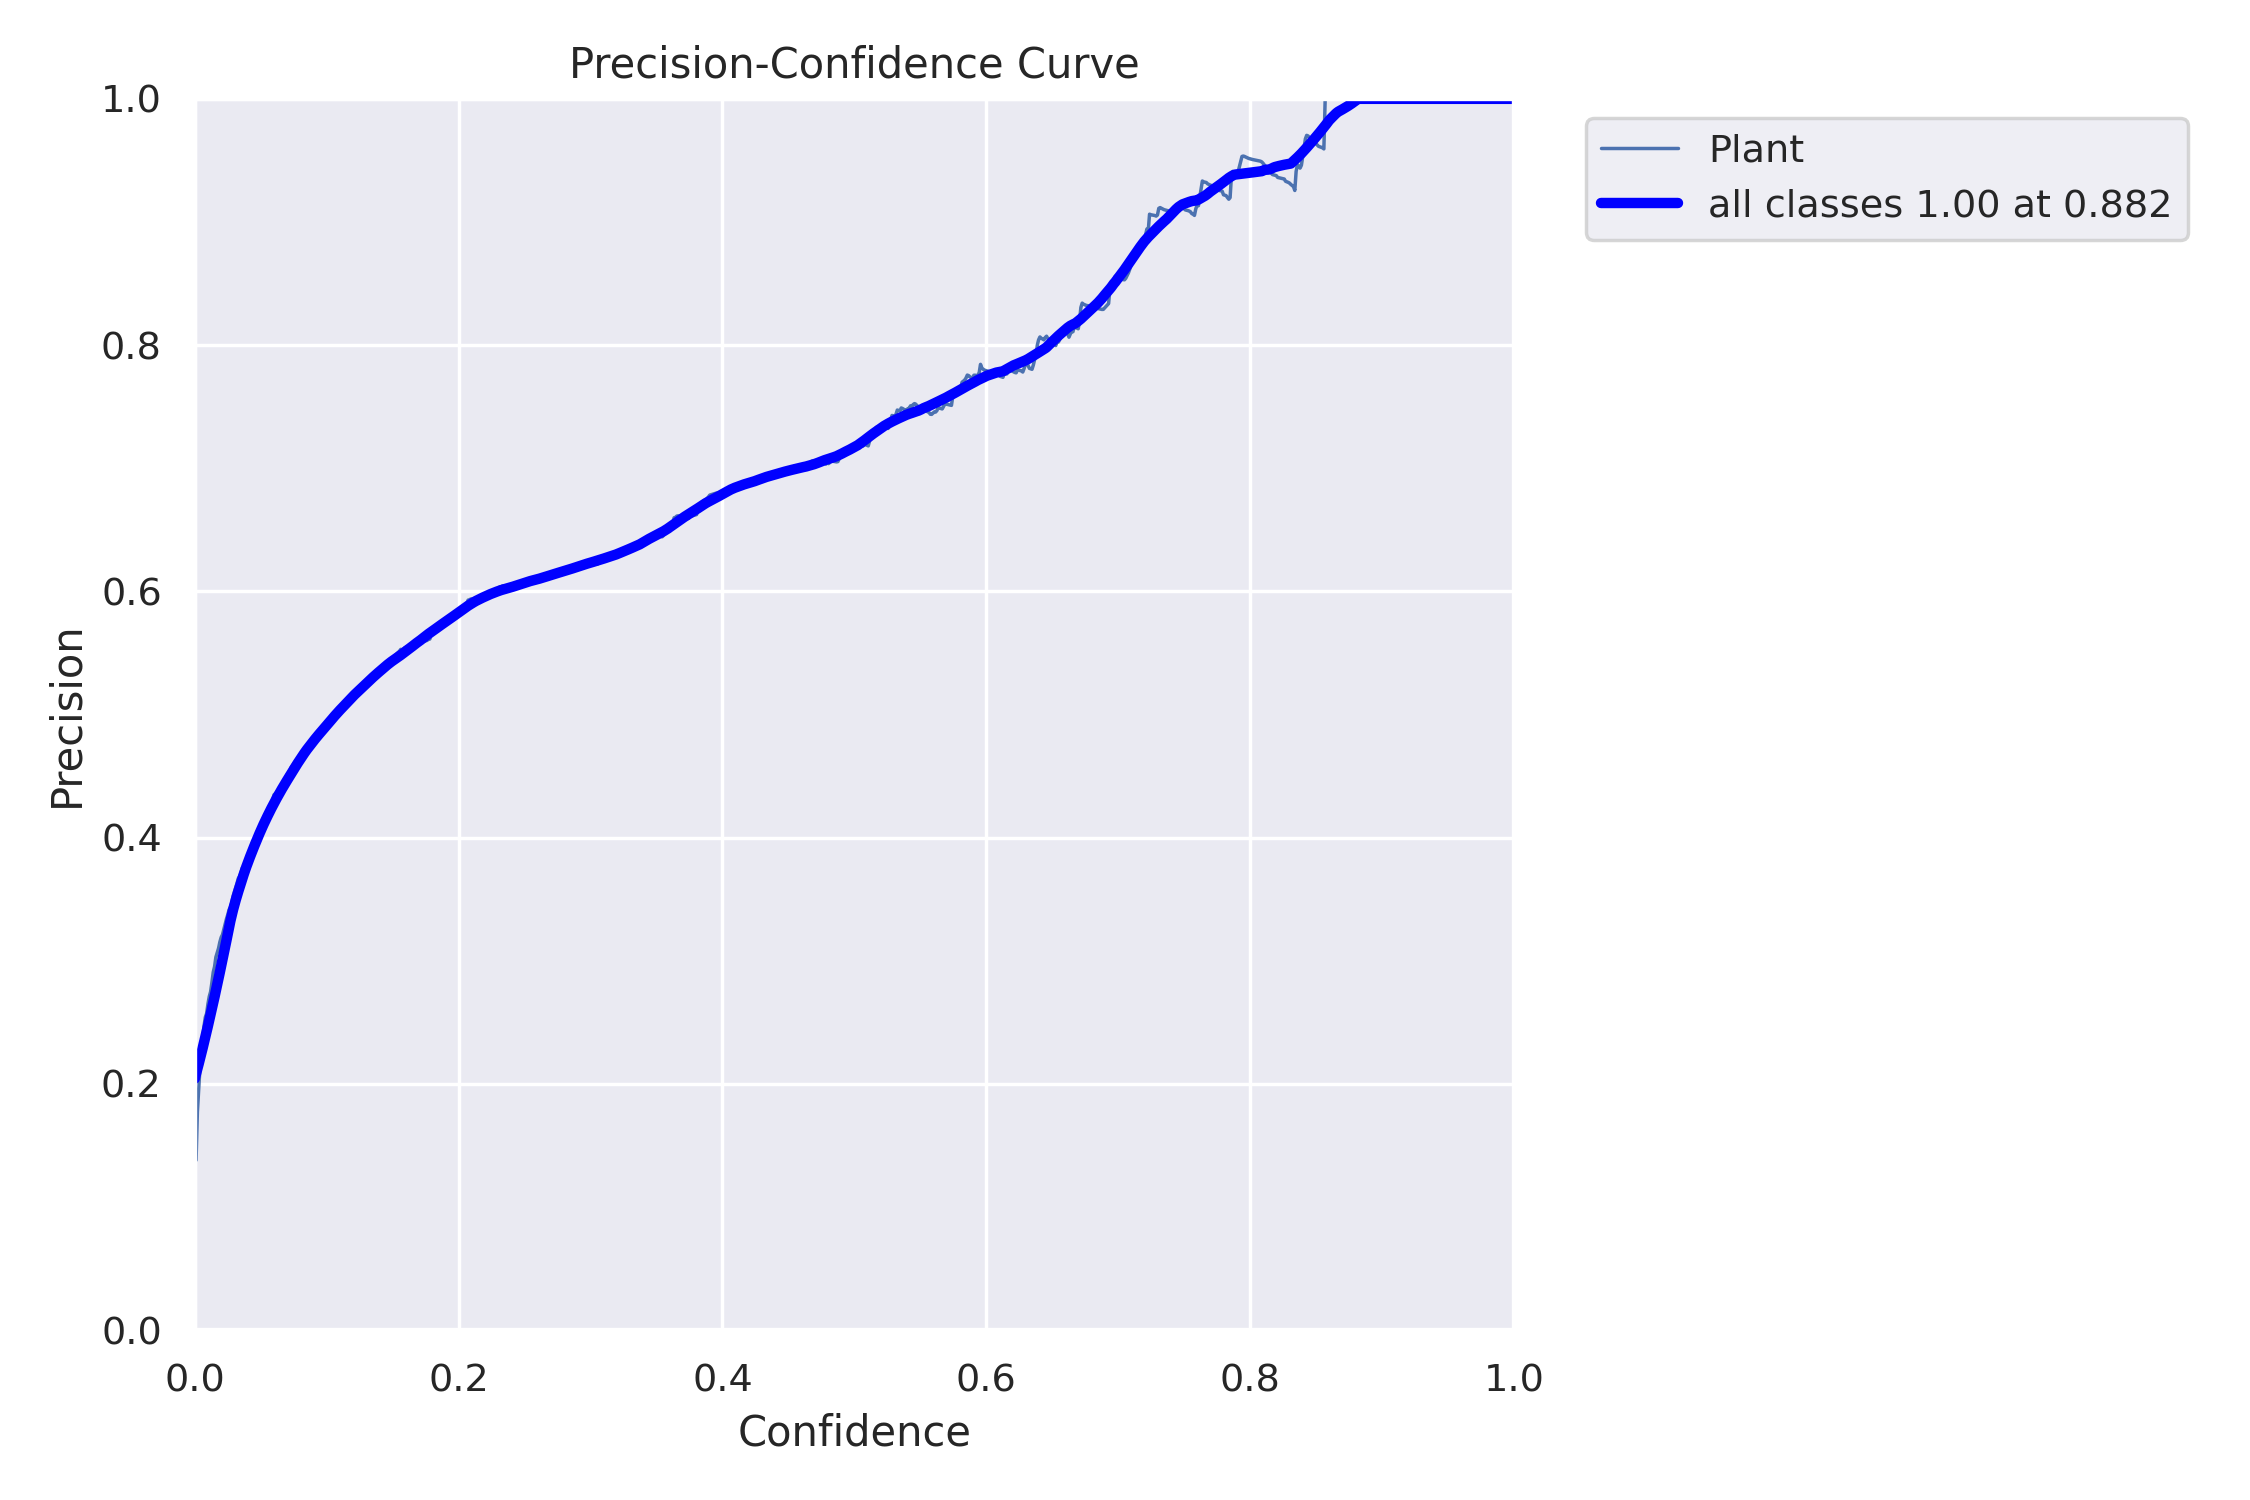 Precision-Confidence Curve
1.0
0.8
0.6
0.4
0.2
0.0
Precision
0.0 0.2 0.4 0.6 0.8 1.0
Confidence
Plant
all classes 1.00 at 0.882